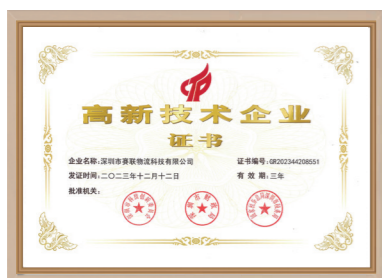 高新技术企业
证书
企业名称:深圳市赛联物流科技有限公司
证书编号:GR202344208551
发证时间:二〇二三年十二月十二日
有 效 期:三年
批准机关: